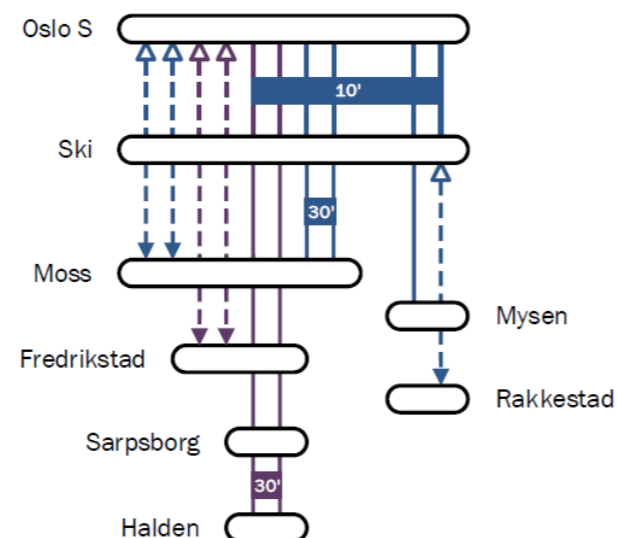 Oslo S
10'
Ski
30'
Moss
Mysen
Fredrikstad
Rakkestad
Sarpsborg
30'
Halden